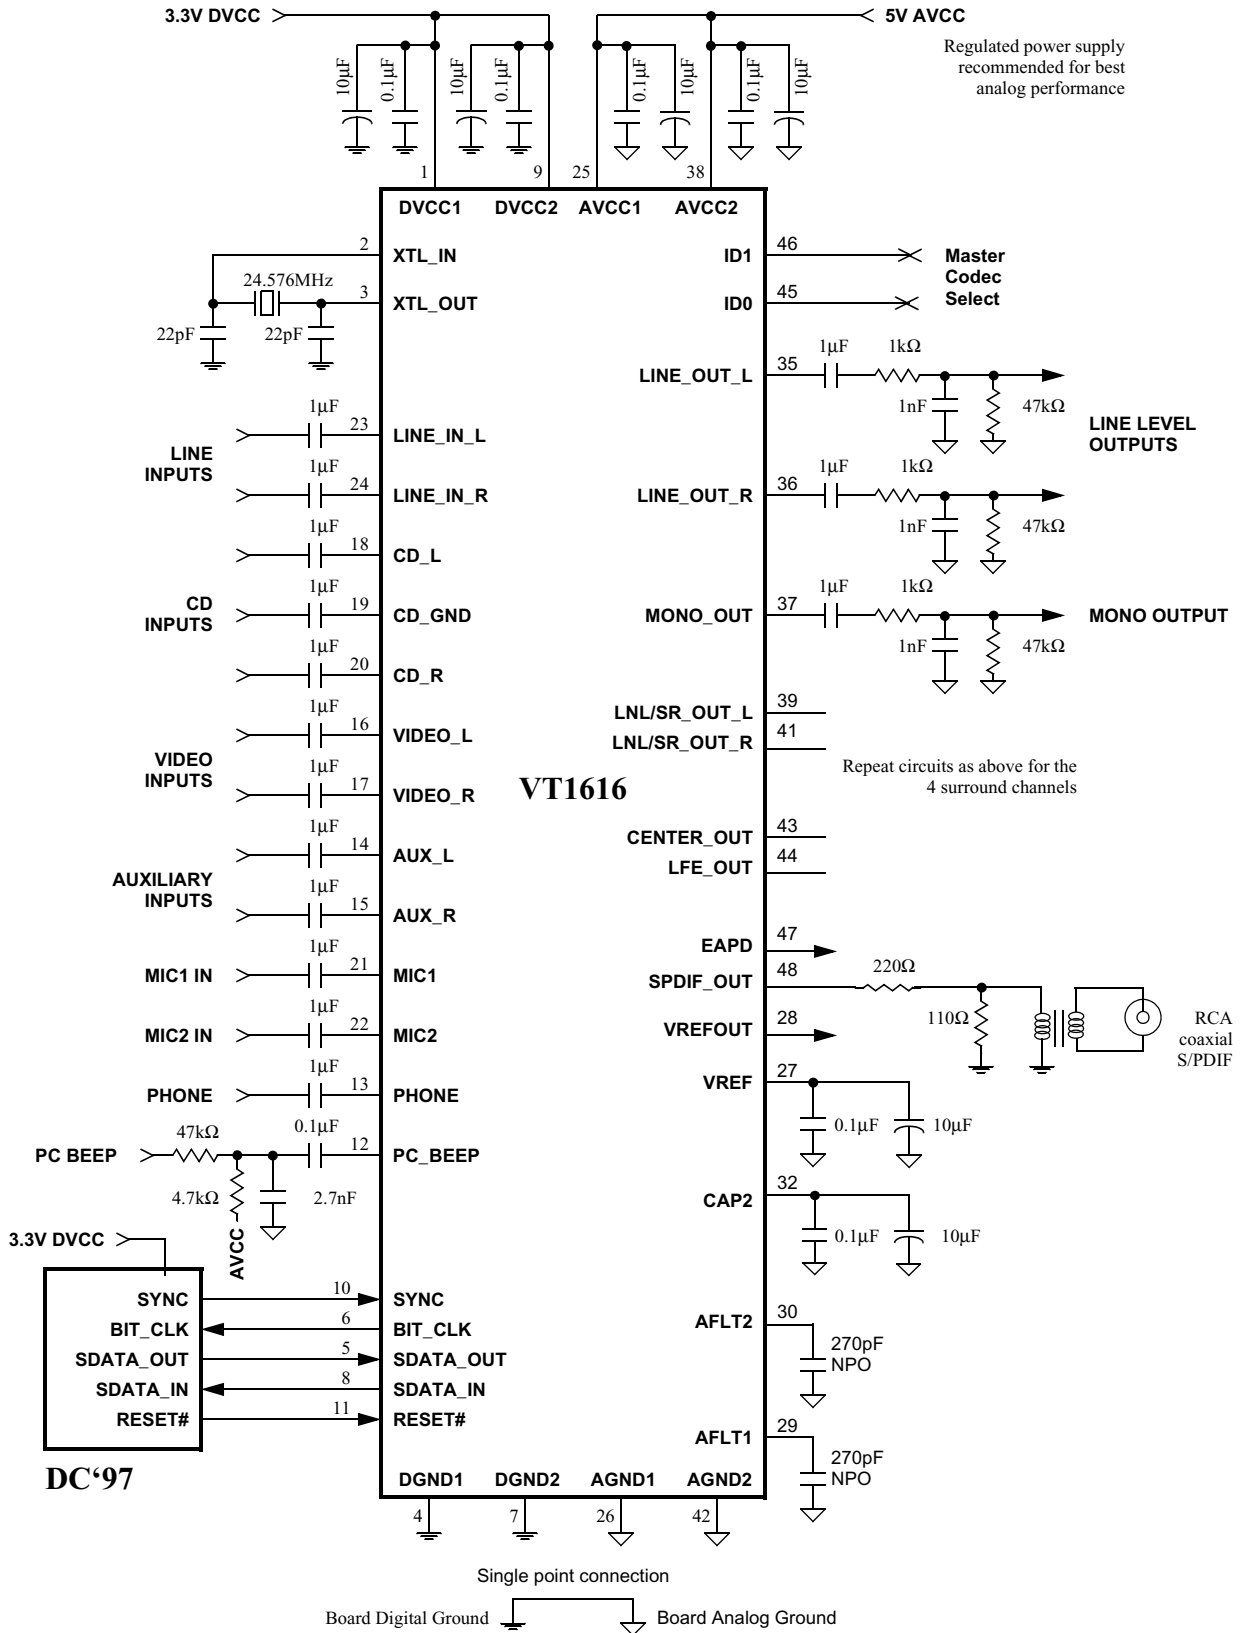 3.3V DVCC
5V AVCC
Regulated power supply
recommended for best
analog performance
10µF
0.1µF
10µF
0.1µF
0.1µF
10µF
0.1µF
10µF
1
9
25
38
DVCC1
DVCC2
AVCC1
AVCC2
2
XTL_IN
24.576MHz
3
XTL_OUT
22pF
22pF
ID1
46
ID0
45
Master
Codec
Select
LINE_OUT_L
35
1µF
1kΩ
1nF
47kΩ
LINE LEVEL
OUTPUTS
LINE
INPUTS
1µF
23
LINE_IN_L
1µF
24
LINE_IN_R
LINE_OUT_R
36
1µF
1kΩ
1nF
47kΩ
CD
INPUTS
1µF
18
CD_L
1µF
19
CD_GND
1µF
20
CD_R
MONO_OUT
37
1µF
1kΩ
1nF
47kΩ
MONO OUTPUT
VIDEO
INPUTS
1µF
16
VIDEO_L
1µF
17
VIDEO_R
LNL/SR_OUT_L
39
LNL/SR_OUT_R
41
Repeat circuits as above for the
4 surround channels
VT1616
AUXILIARY
INPUTS
1µF
14
AUX_L
1µF
15
AUX_R
CENTER_OUT
43
LFE_OUT
44
EAPD
47
MIC1 IN
1µF
21
MIC1
SPDIF_OUT
48
220Ω
110Ω
RCA
coaxial
S/PDIF
MIC2 IN
1µF
22
MIC2
VREFOUT
28
PHONE
1µF
13
PHONE
VREF
27
0.1µF
10µF
PC BEEP
47kΩ
0.1µF
12
PC_BEEP
4.7kΩ
2.7nF
AVCC
CAP2
32
0.1µF
10µF
3.3V DVCC
SYNC
10
SYNC
BIT_CLK
6
BIT_CLK
SDATA_OUT
5
SDATA_OUT
SDATA_IN
8
SDATA_IN
RESET#
11
RESET#
DC‘97
AFLT2
30
270pF
NPO
AFLT1
29
270pF
NPO
DGND1
DGND2
AGND1
AGND2
4
7
26
42
Single point connection
Board Digital Ground
Board Analog Ground